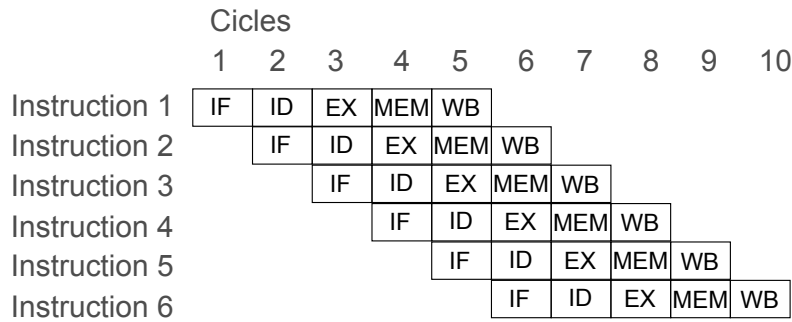 Cicles
1 2 3 4 5 6 7 8 9 10
Instruction 1 IF ID EX MEM WB
Instruction 2 IF ID EX MEM WB
Instruction 3 IF ID EX MEM WB
Instruction 4 IF ID EX MEM WB
Instruction 5 IF ID EX MEM WB
Instruction 6 IF ID EX MEM WB